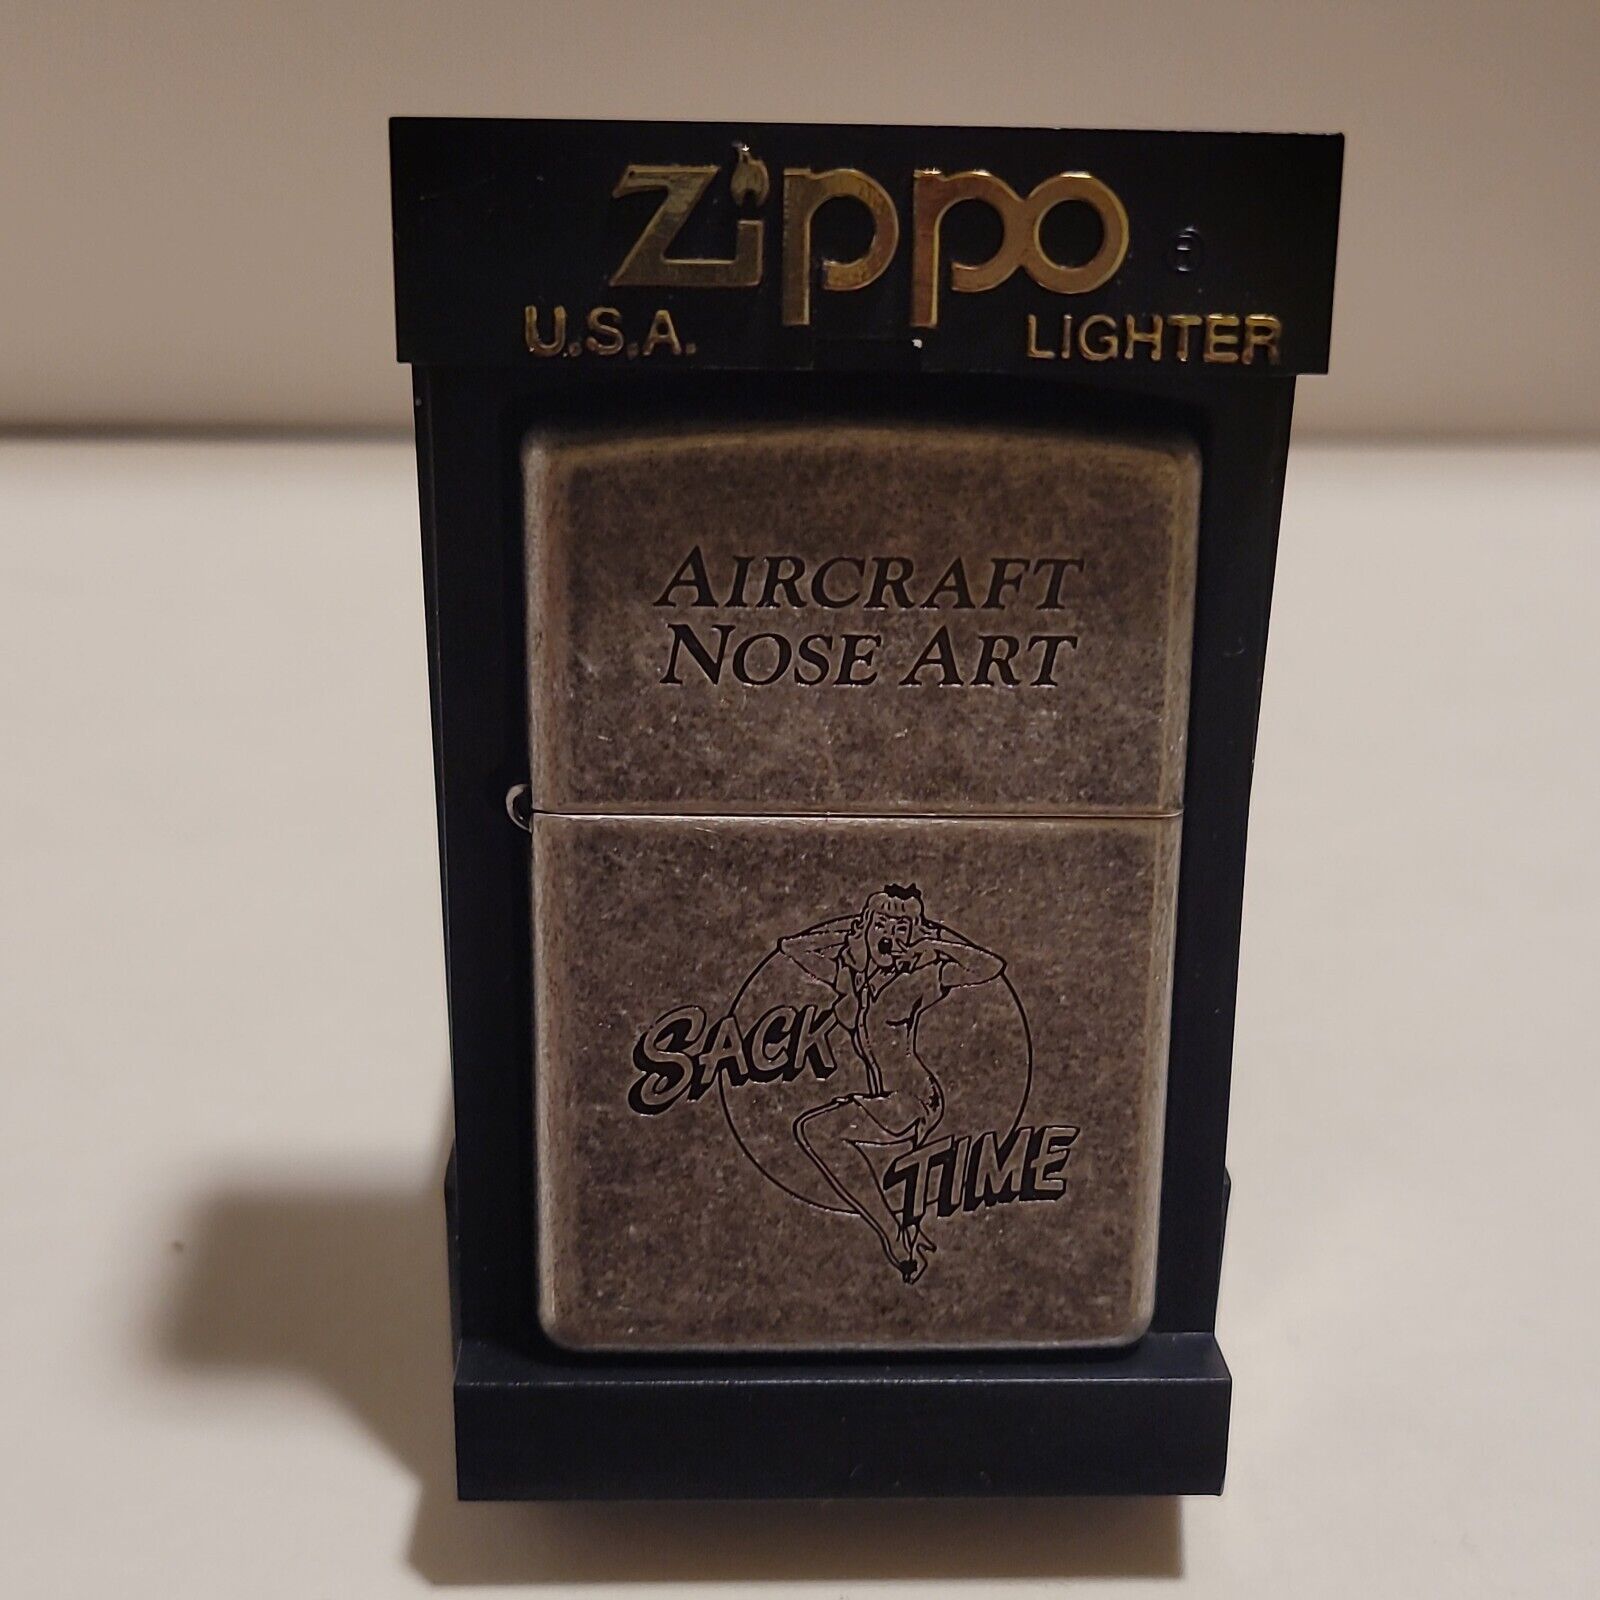 Zippo ®
U.S.A. LIGHTER
AIRCRAFT
NOSE ART
SACK
TIME